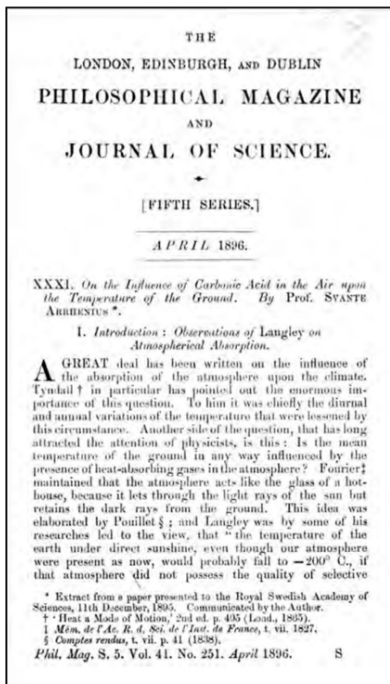 THE
LONDON, EDINBURGH, AND DUBLIN
PHILOSOPHICAL MAGAZINE
AND
JOURNAL OF SCIENCE.
[FIFTH SERIES.]
APRIL 1896.
XXXI. On the Influence of Carbonic Acid in the Air upon
the Temperature of the Ground. By Prof. SVANTE
ARRHENIUS *.
I. Introduction : Observations of Langley on
Atmospherical Absorption.
A GREAT deal has been written on the influence of
the absorption of the atmosphere upon the climate.
Tyndall † in particular has pointed out the enormous im-
portance of this question. To him it was chiefly the diurnal
and annual variations of the temperature that were lessened by
this circumstance. Another side of the question, that has long
attracted the attention of physicists, is this : Is the mean
temperature of the ground in any way influenced by the
presence of heat-absorbing gases in the atmosphere ? Fourier‡
maintained that the atmosphere acts like the glass of a hot-
house, because it lets through the light rays of the sun but
retains the dark rays from the ground. This idea was
elaborated by Pouillet § ; and Langley was by some of his
researches led to the view, that “ the temperature of the
earth under direct sunshine, even though our atmosphere
were present as now, would probably fall to −200° C., if
that atmosphere did not possess the quality of selective
* Extract from a paper presented to the Royal Swedish Academy of
Sciences, 11th December, 1895. Communicated by the Author.
† ‘ Heat a Mode of Motion,’ 2nd ed. p. 405 (Lond., 1865).
‡ Mém. de l’Ac. R. d. Sci. de l’Inst. de France, t. vii. 1827.
§ Comptes rendus, t. vii. p. 41 (1838).
Phil. Mag. S. 5. Vol. 41. No. 251. April 1896. S